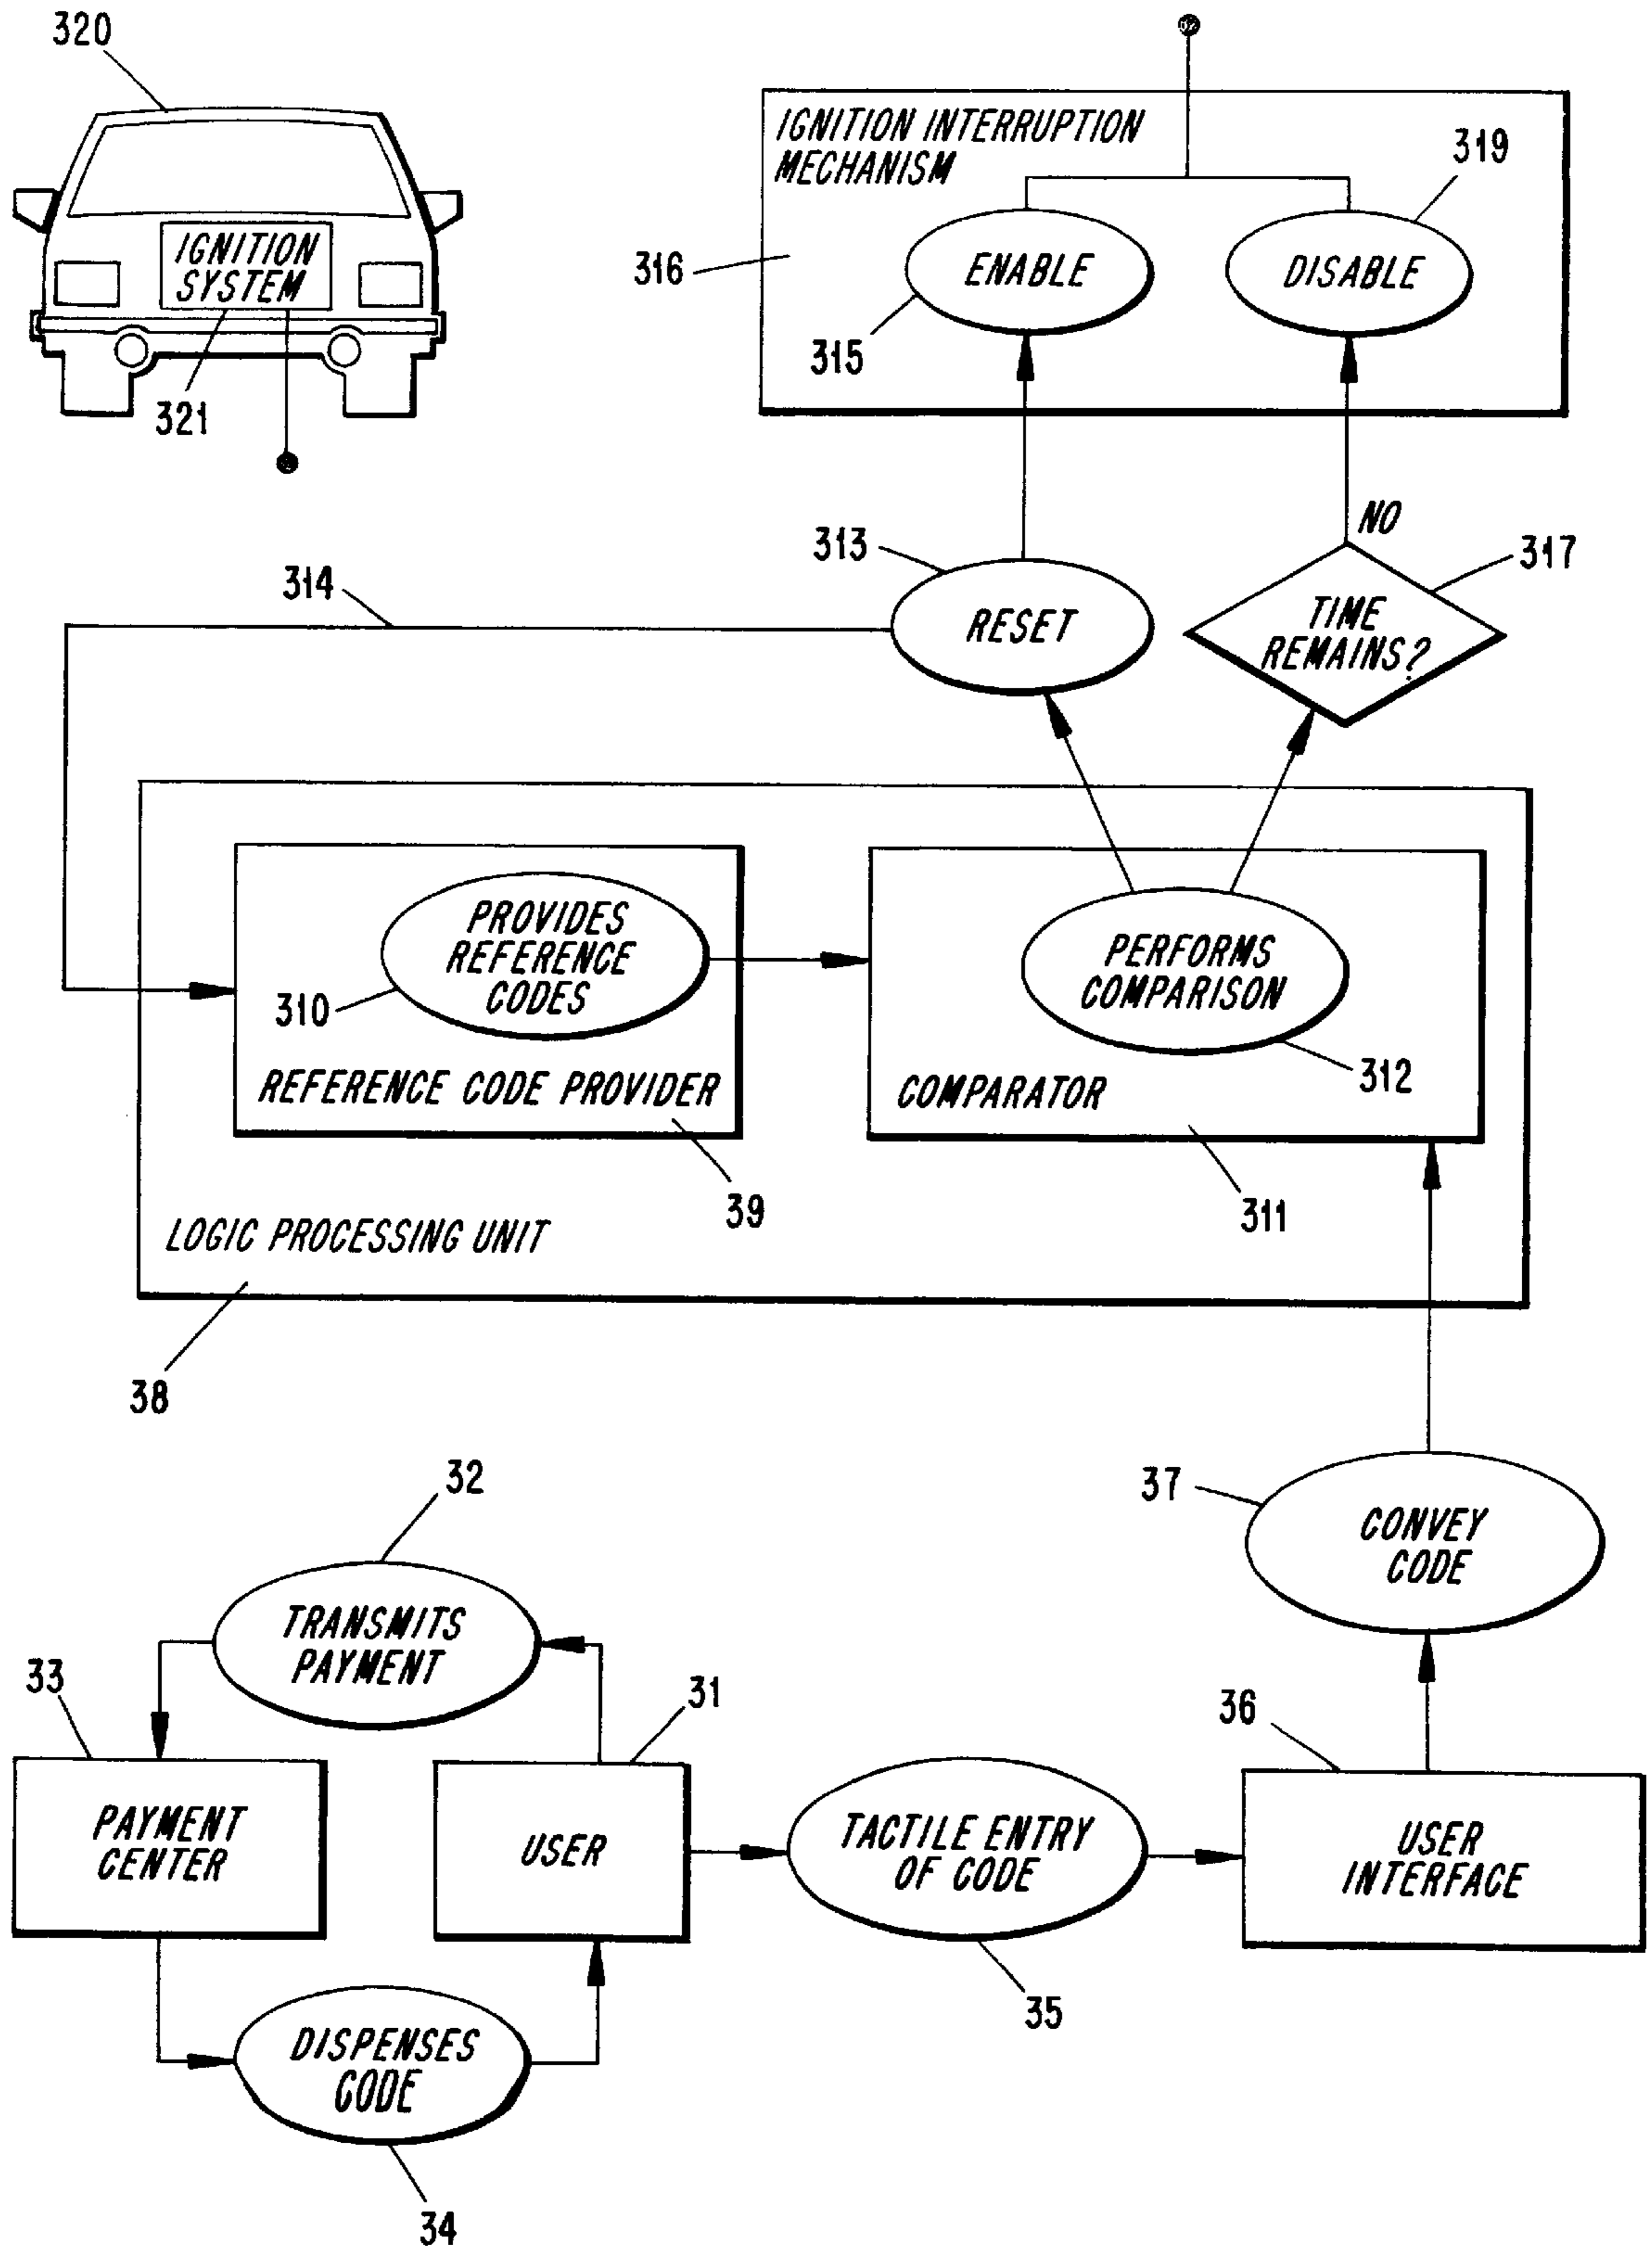 320
IGNITION INTERRUPTION
MECHANISM
319
IGNITION
SYSTEM
316
ENABLE
DISABLE
315
321
NO
313
317
314
RESET
TIME
REMAINS?
PROVIDES
REFERENCE
CODES
310
PERFORMS
COMPARISON
312
REFERENCE CODE PROVIDER
COMPARATOR
39
311
LOGIC PROCESSING UNIT
38
32
37
CONVEY
CODE
TRANSMITS
PAYMENT
33
31
36
PAYMENT
CENTER
USER
TACTILE ENTRY
OF CODE
USER
INTERFACE
35
DISPENSES
CODE
34